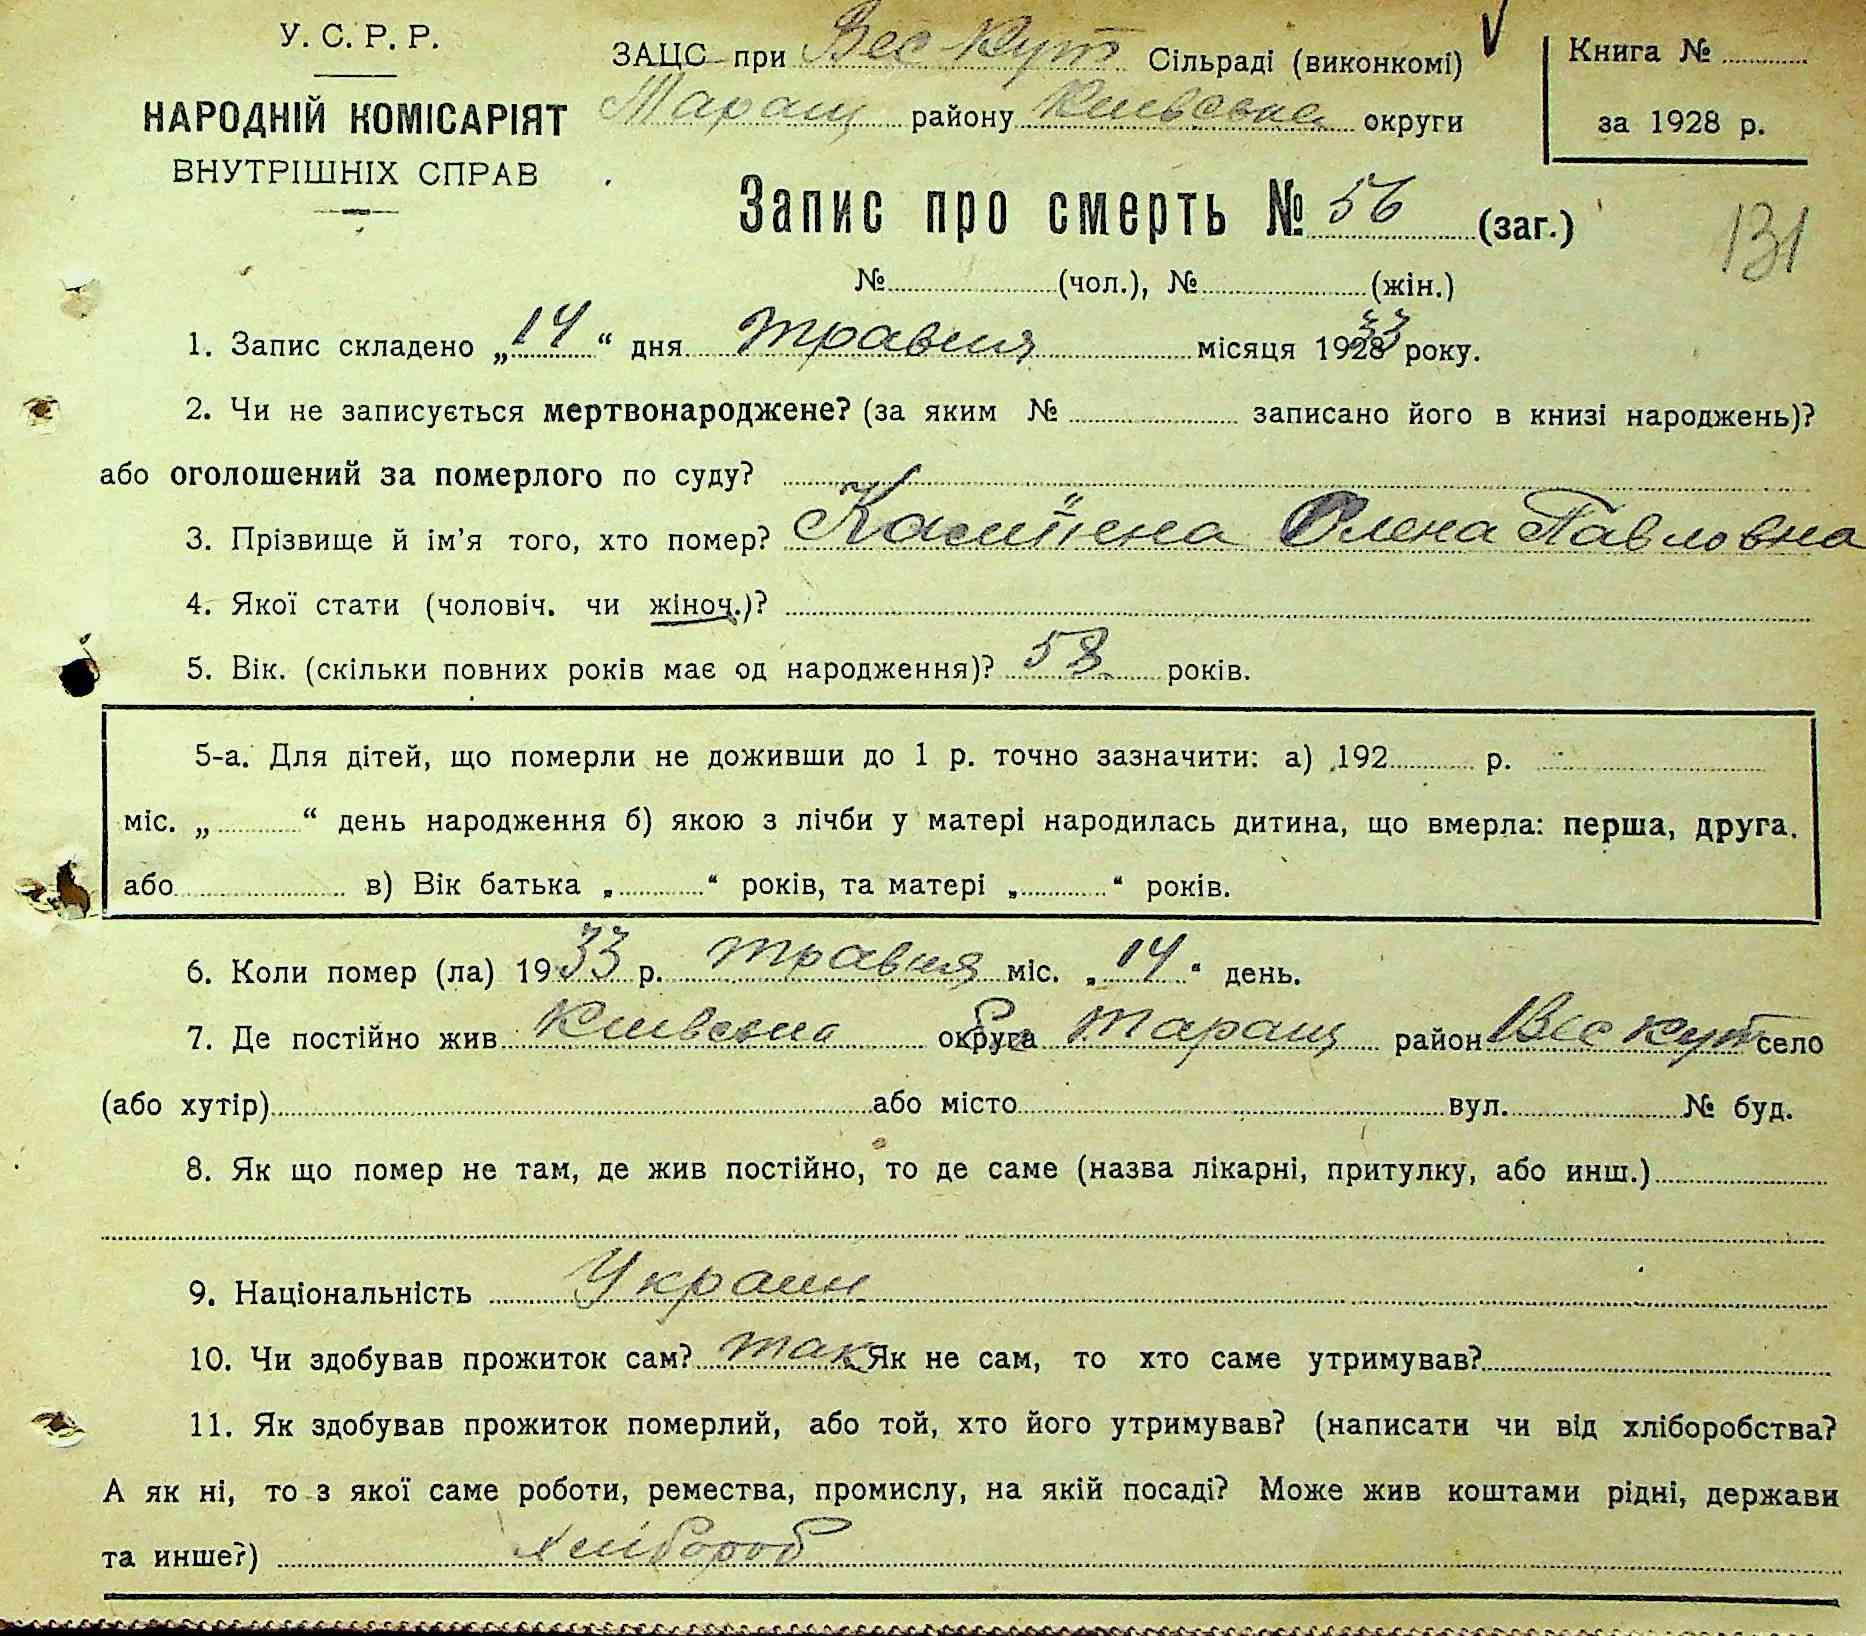 У. С. Р. Р.
НАРОДНІЙ КОМІСАРІЯТ
ВНУТРІШНІХ СПРАВ
ЗАЦС при Вес-Кут Сільраді (виконкомі)
Таращ району Київська округи
Книга №
за 1928 р.
Запис про смерть № 56 (заг.)
131
№ (чол.), № (жін.)
1. Запис складено „14“ дня травня місяця 192833 року.
2. Чи не записується мертвонароджене? (за яким № записано його в книзі народжень)?
або оголошений за померлого по суду?
3. Прізвище й ім'я того, хто помер? Олена Павловна
4. Якої стати (чоловіч. чи жіноч.)?
5. Вік. (скільки повних років має од народження)? 58 років.
5-а. Для дітей, що померли не доживши до 1 р. точно зазначити: а) 192 р.
міс. „ “ день народження б) якою з лічби у матері народилась дитина, що вмерла: перша, друга.
або в) Вік батька „ “ років, та матері „ “ років.
6. Коли помер (ла) 1933 р. травня міс. „14“ день.
7. Де постійно жив Київська округа Таращ район Вес кут село
(або хутір) або місто вул. № буд.
8. Як що помер не там, де жив постійно, то де саме (назва лікарні, притулку, або инш.)
9. Національність Украин
10. Чи здобував прожиток сам? так Як не сам, то хто саме утримував?
11. Як здобував прожиток померлий, або той, хто його утримував? (написати чи від хліборобства?
А як ні, то з якої саме роботи, ремества, промислу, на якій посаді? Може жив коштами рідні, держави
та инше?) хлібороб